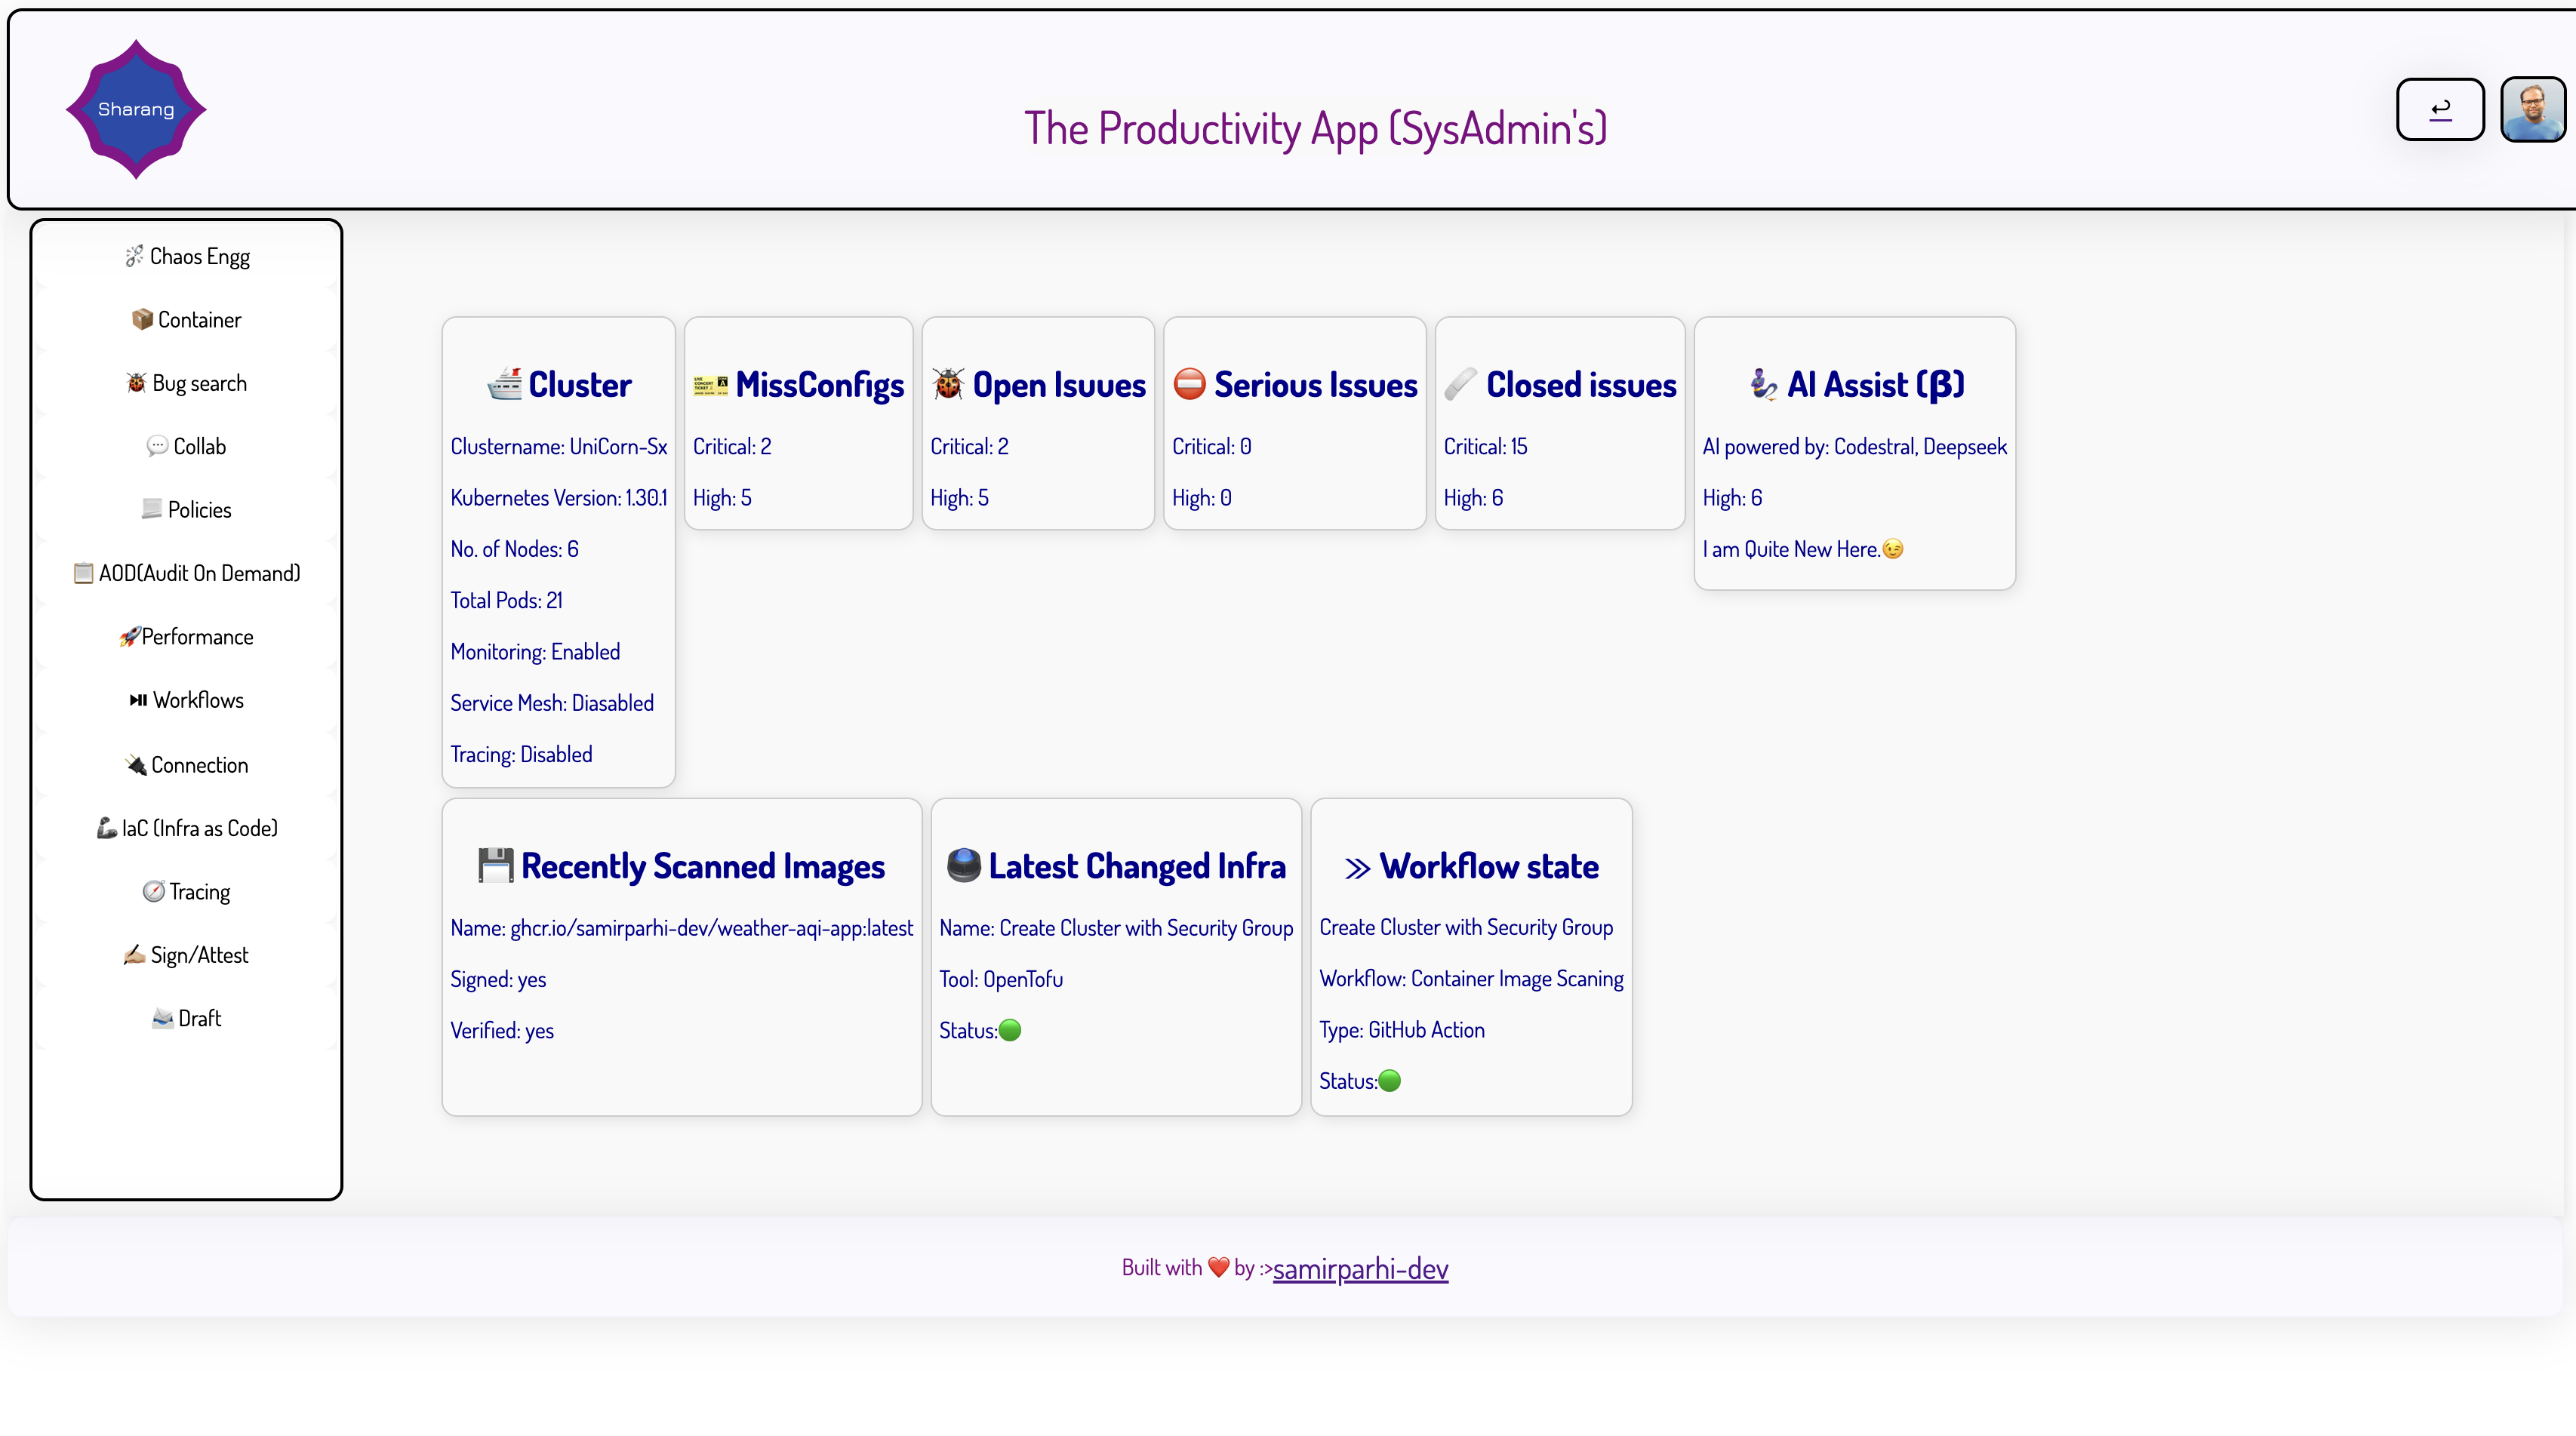 Sharang
The Productivity App (SysAdmin's)
Chaos Engg
Container
Bug search
Collab
Policies
AOD(Audit On Demand)
Performance
Workflows
Connection
IaC (Infra as Code)
Tracing
Sign/Attest
Draft
Cluster
Clustername: UniCorn-Sx
Kubernetes Version: 1.30.1
No. of Nodes: 6
Total Pods: 21
Monitoring: Enabled
Service Mesh: Diasabled
Tracing: Disabled
MissConfigs
Critical: 2
High: 5
Open Isuues
Critical: 2
High: 5
Serious Issues
Critical: 0
High: 0
Closed issues
Critical: 15
High: 6
AI Assist (β)
AI powered by: Codestral, Deepseek
High: 6
I am Quite New Here.😉
Recently Scanned Images
Name: ghcr.io/samirparhi-dev/weather-aqi-app:latest
Signed: yes
Verified: yes
Latest Changed Infra
Name: Create Cluster with Security Group
Tool: OpenTofu
Status:🟢
Workflow state
Create Cluster with Security Group
Workflow: Container Image Scaning
Type: GitHub Action
Status:🟢
Built with ❤️ by :>samirparhi-dev